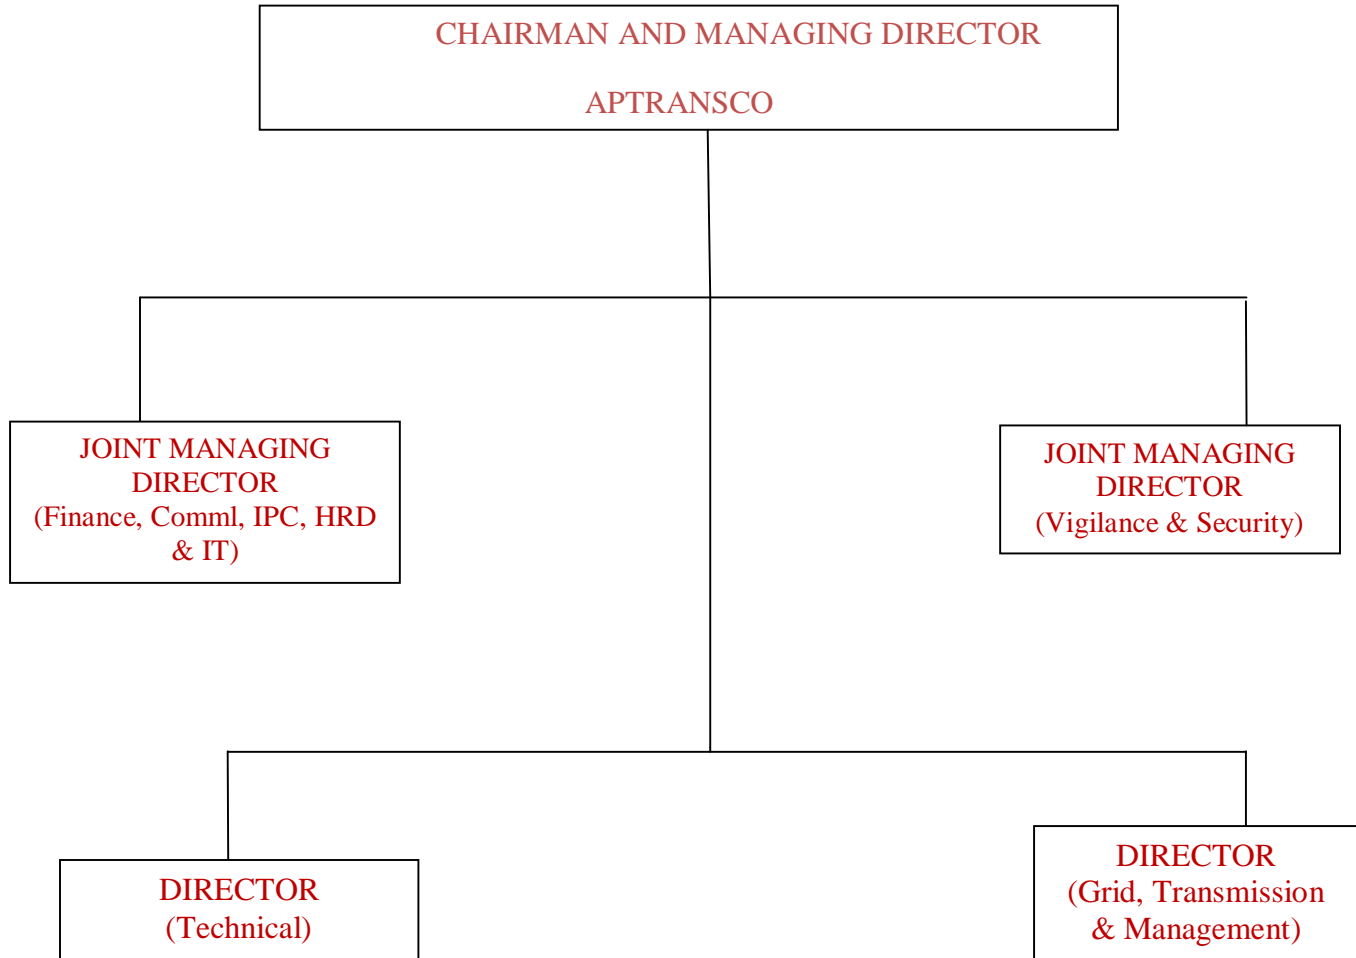 CHAIRMAN AND MANAGING DIRECTOR
APTRANSCO
JOINT MANAGING
DIRECTOR
(Finance, Comml, IPC, HRD
& IT)
JOINT MANAGING
DIRECTOR
(Vigilance & Security)
DIRECTOR
(Technical)
DIRECTOR
(Grid, Transmission
& Management)